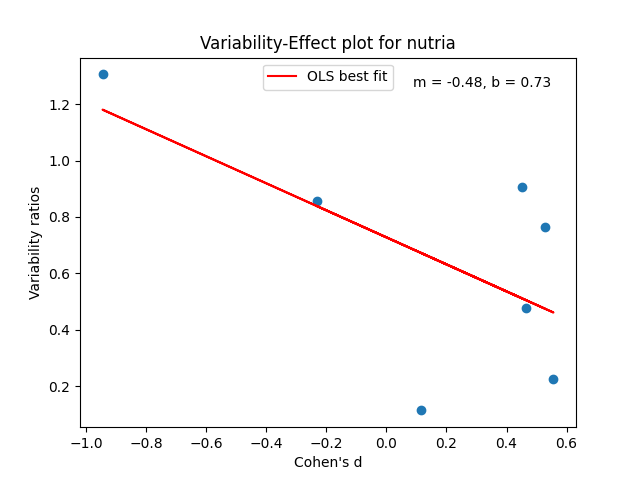 Variability-Effect plot for nutria
OLS best fit
m = -0.48, b = 0.73
Variability ratios
1.2
1.0
0.8
0.6
0.4
0.2
−1.0 −0.8 −0.6 −0.4 −0.2 0.0 0.2 0.4 0.6
Cohen's d